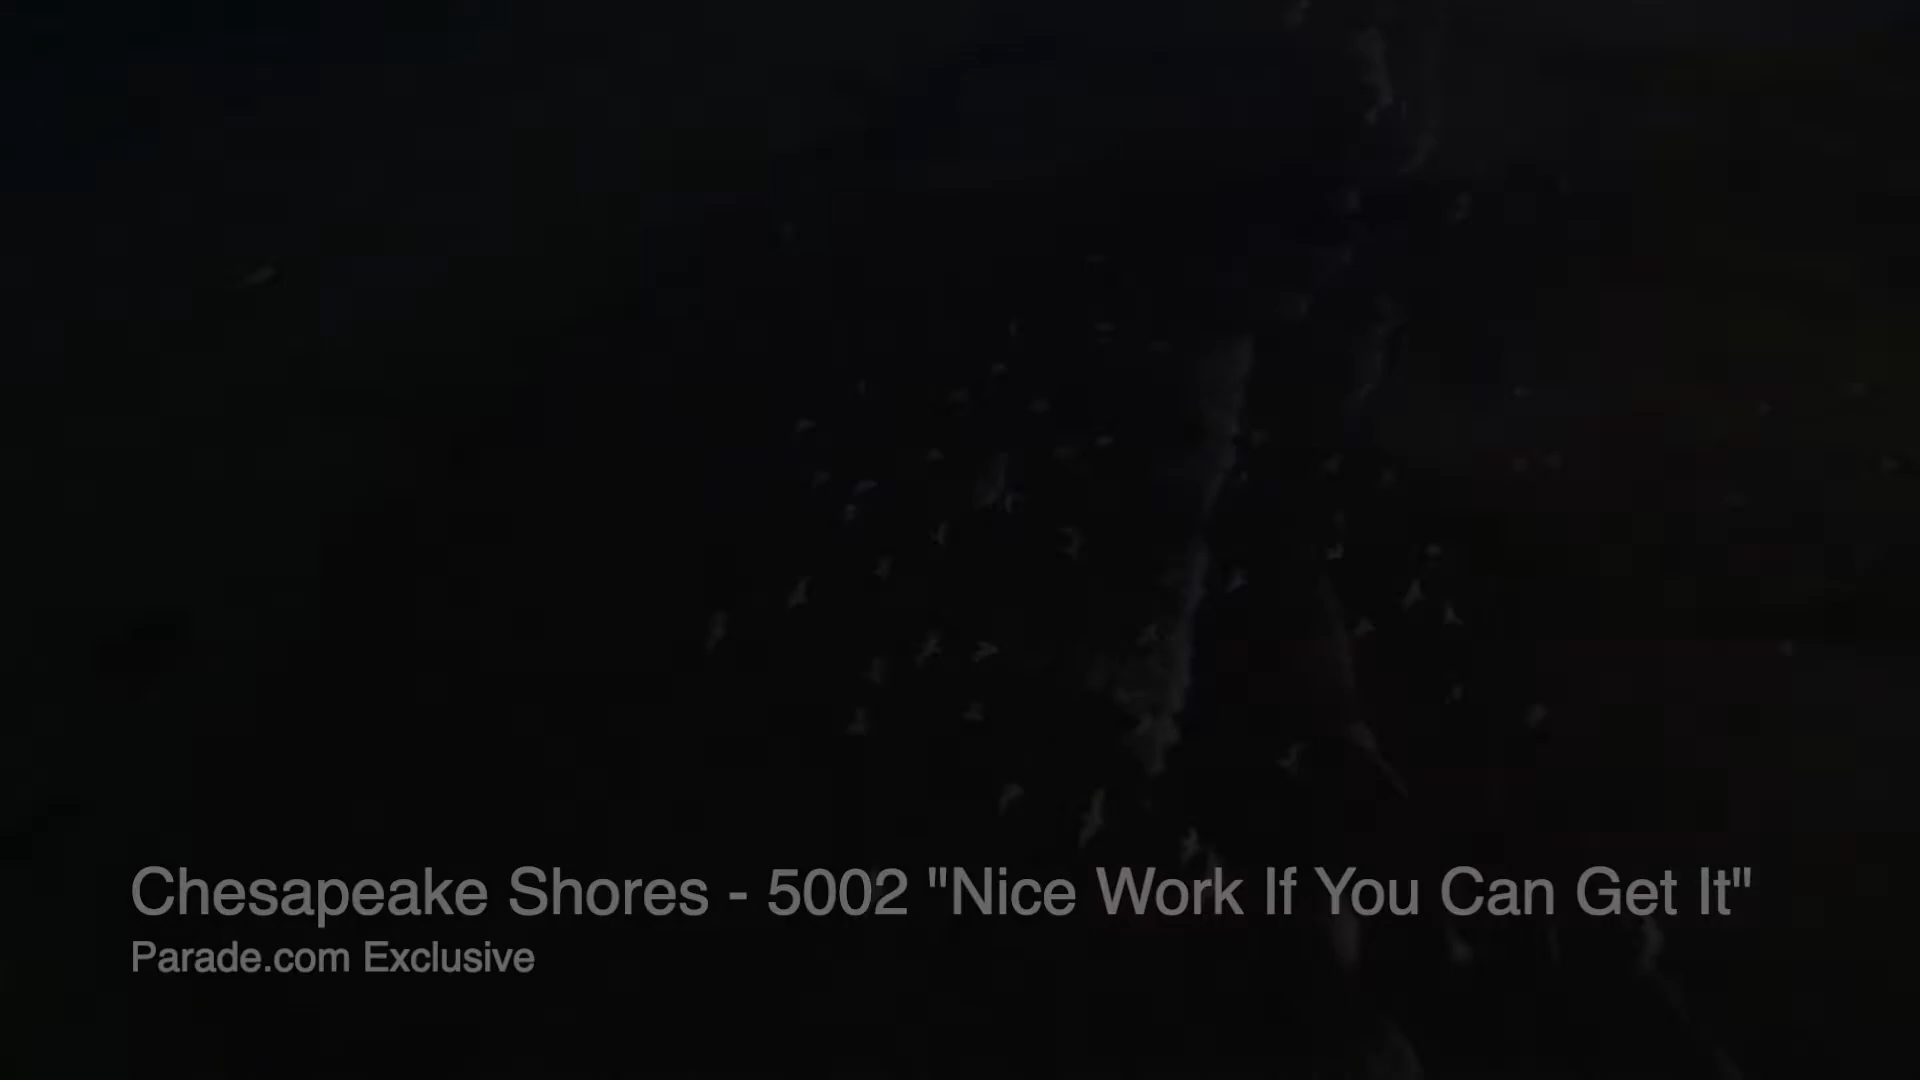 Chesapeake Shores - 5002 "Nice Work If You Can Get It"
Parade.com Exclusive